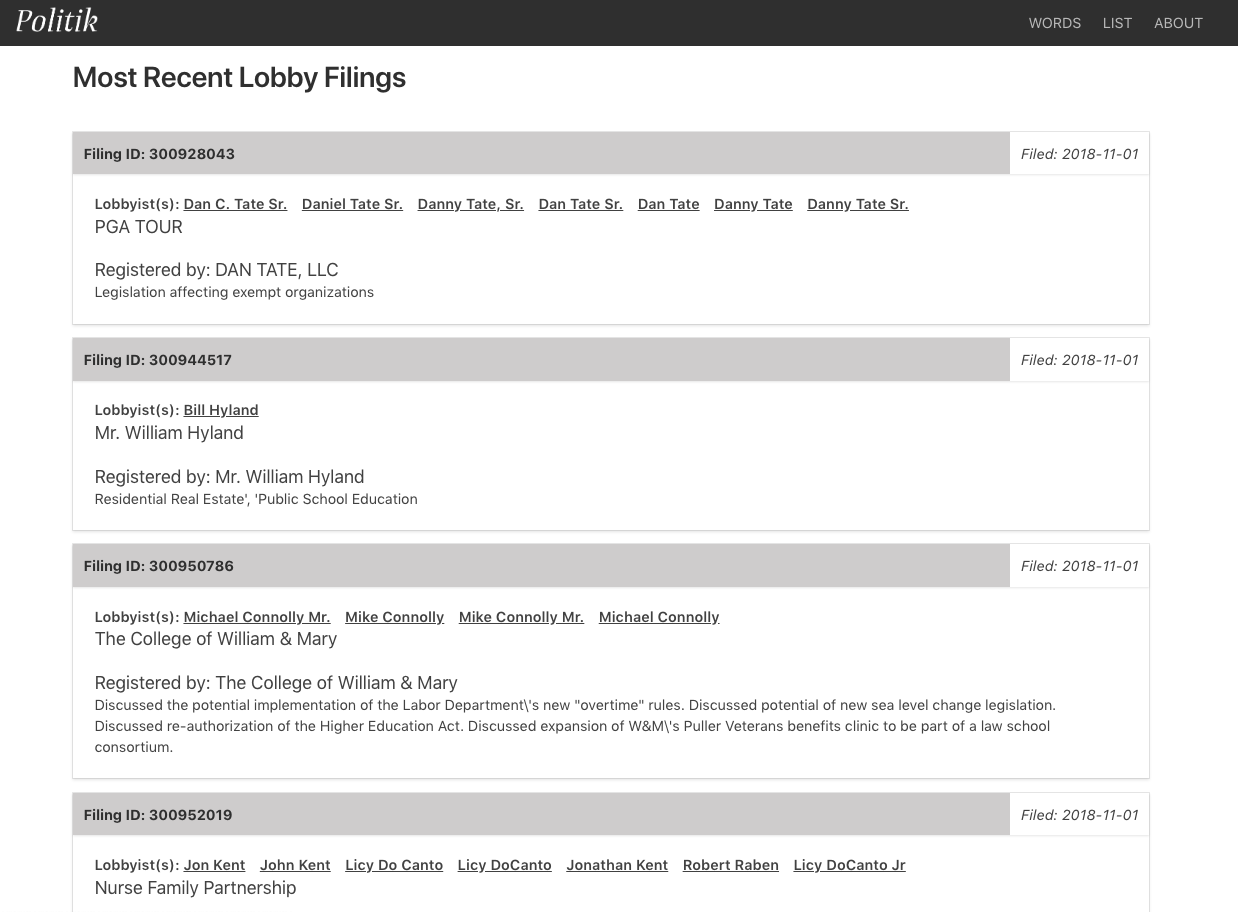 Politik
WORDS LIST ABOUT
Most Recent Lobby Filings
Filing ID: 300928043 Filed: 2018-11-01
Lobbyist(s): Dan C. Tate Sr. Daniel Tate Sr. Danny Tate, Sr. Dan Tate Sr. Dan Tate Danny Tate Danny Tate Sr.
PGA TOUR
Registered by: DAN TATE, LLC
Legislation affecting exempt organizations
Filing ID: 300944517 Filed: 2018-11-01
Lobbyist(s): Bill Hyland
Mr. William Hyland
Registered by: Mr. William Hyland
Residential Real Estate', 'Public School Education
Filing ID: 300950786 Filed: 2018-11-01
Lobbyist(s): Michael Connolly Mr. Mike Connolly Mike Connolly Mr. Michael Connolly
The College of William & Mary
Registered by: The College of William & Mary
Discussed the potential implementation of the Labor Department\'s new "overtime" rules. Discussed potential of new sea level change legislation.
Discussed re-authorization of the Higher Education Act. Discussed expansion of W&M\'s Puller Veterans benefits clinic to be part of a law school
consortium.
Filing ID: 300952019 Filed: 2018-11-01
Lobbyist(s): Jon Kent John Kent Licy Do Canto Licy DoCanto Jonathan Kent Robert Raben Licy DoCanto Jr
Nurse Family Partnership